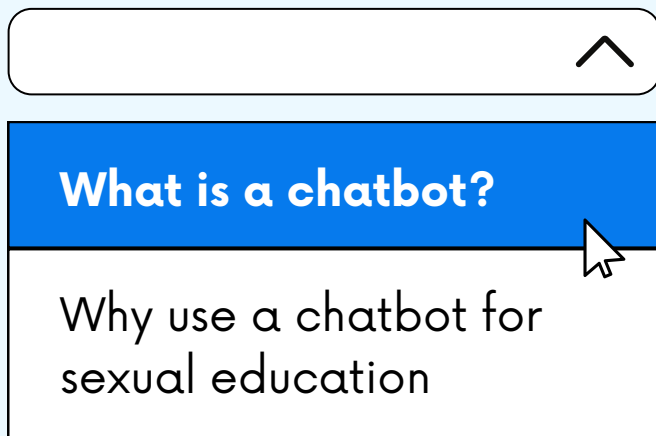 What is a chatbot?
Why use a chatbot for
sexual education